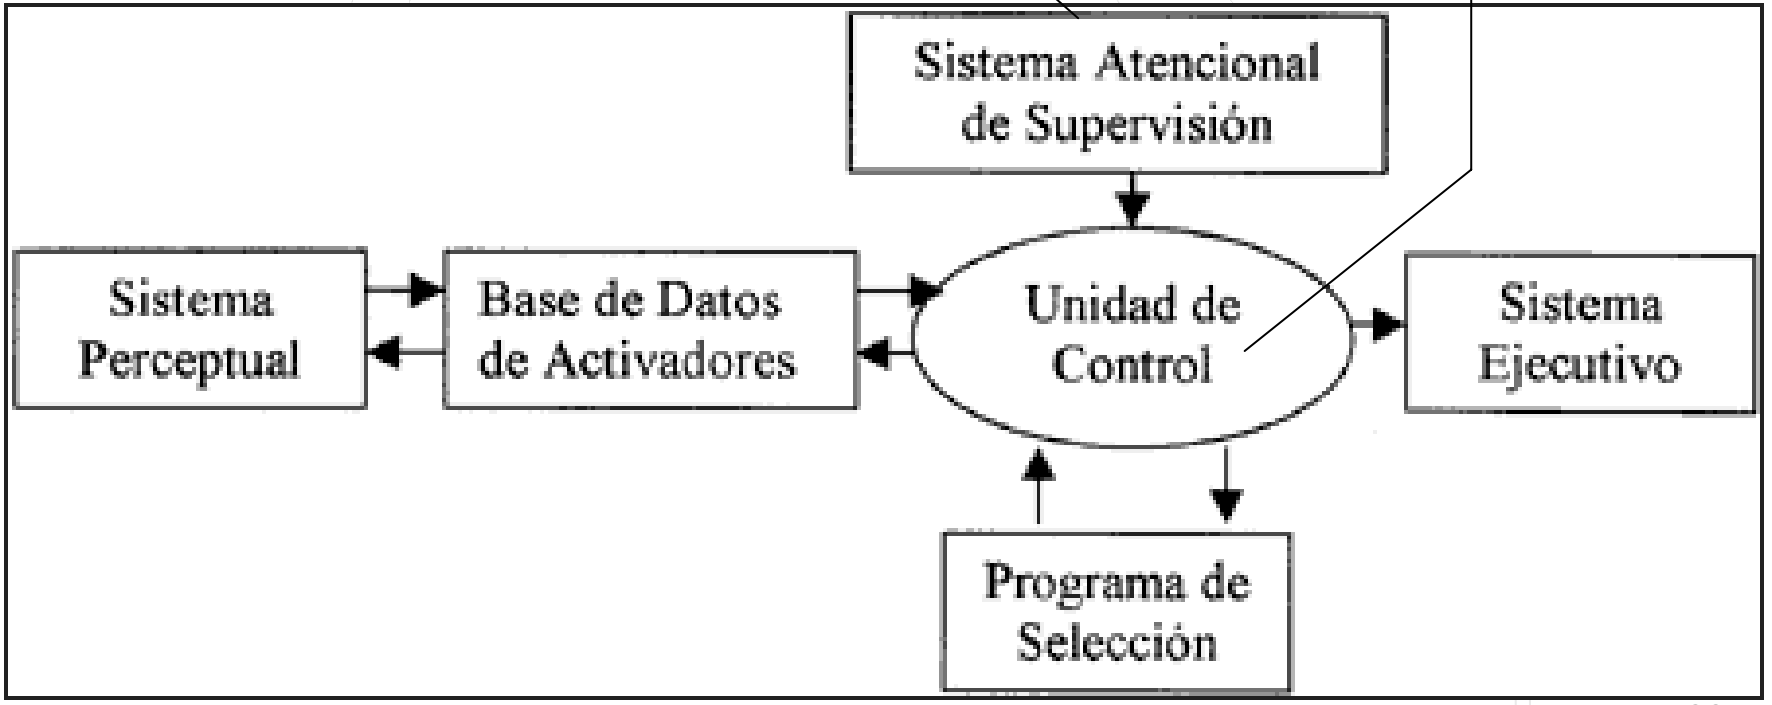 Sistema Atencional
de Supervisión
Sistema
Perceptual
Base de Datos
de Activadores
Unidad de
Control
Sistema
Ejecutivo
Programa de
Selección